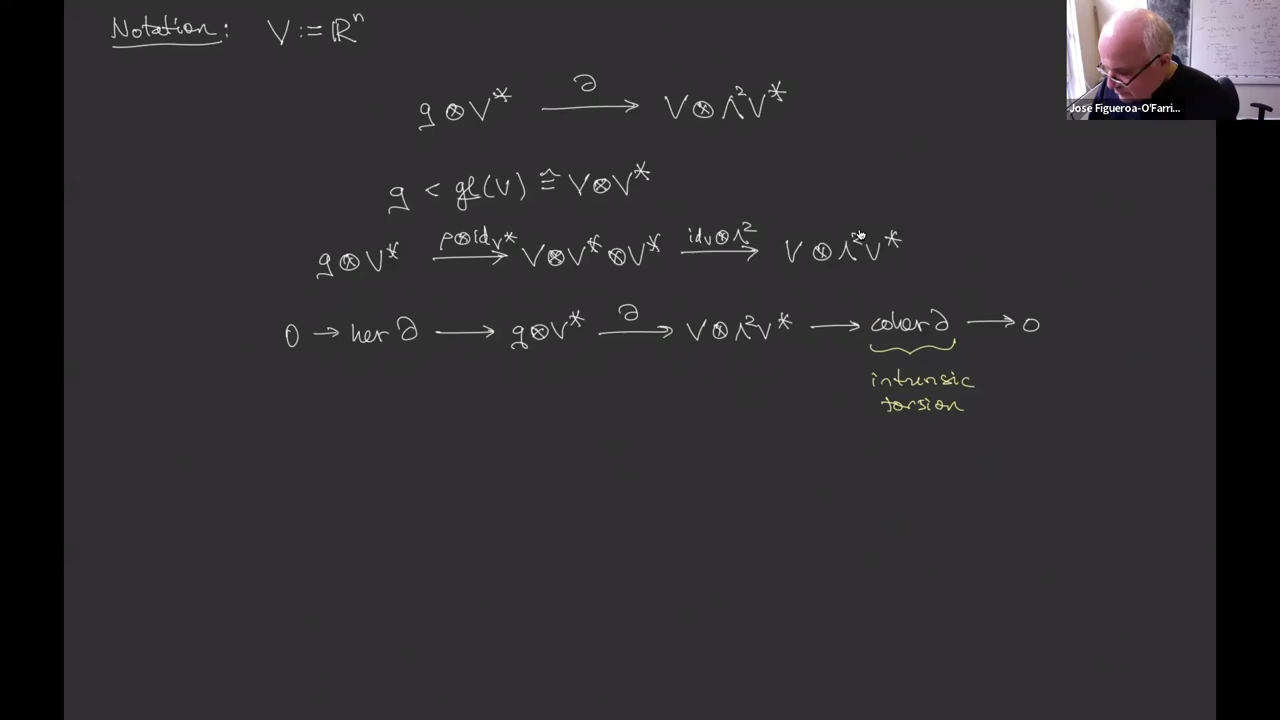 Notation: V := ℝⁿ
g ⊗ V* —∂→ V ⊗ Λ²V*
g < gl(V) ≅ V ⊗ V*
g ⊗ V* —ρ⊗id_V*→ V ⊗ V* ⊗ V* —id_V⊗Λ²→ V ⊗ Λ²V*
0 → ker ∂ → g ⊗ V* —∂→ V ⊗ Λ²V* → coker ∂ → 0
intrinsic
torsion
Jose Figueroa-O'Farri...